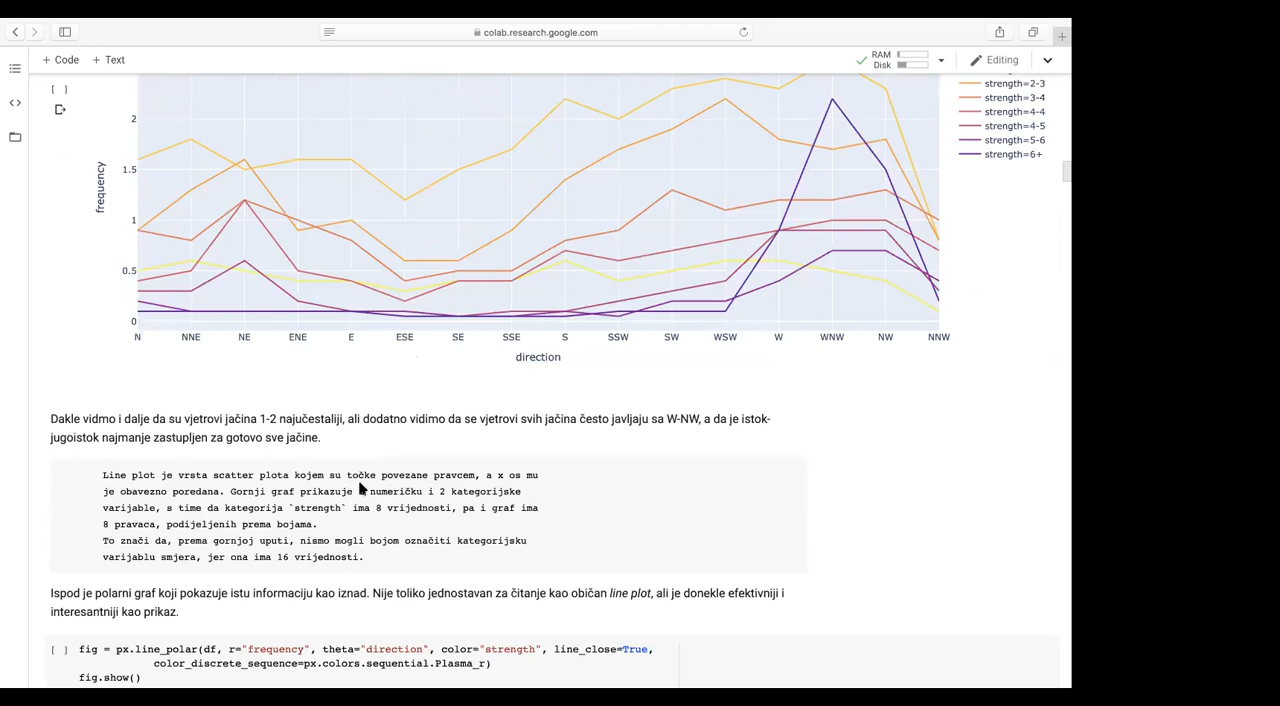 colab.research.google.com
+ Code + Text
RAM
Disk
Editing
[ ]
strength=2-3
strength=3-4
strength=4-4
strength=4-5
strength=5-6
strength=6+
2
1.5
1
0.5
0
frequency
N NNE NE ENE E ESE SE SSE S SSW SW WSW W WNW NW NNW
direction
Dakle vidmo i dalje da su vjetrovi jačina 1-2 najučestaliji, ali dodatno vidimo da se vjetrovi svih jačina često javljaju sa W-NW, a da je istok-
jugoistok najmanje zastupljen za gotovo sve jačine.
Line plot je vrsta scatter plota kojem su točke povezane pravcem, a x os mu
je obavezno poredana. Gornji graf prikazuje numeričku i 2 kategorijske
varijable, s time da kategorija `strength` ima 8 vrijednosti, pa i graf ima
8 pravaca, podijeljenih prema bojama.
To znači da, prema gornjoj uputi, nismo mogli bojom označiti kategorijsku
varijablu smjera, jer ona ima 16 vrijednosti.
Ispod je polarni graf koji pokazuje istu informaciju kao iznad. Nije toliko jednostavan za čitanje kao običan line plot, ali je donekle efektivniji i
interesantniji kao prikaz.
[ ] fig = px.line_polar(df, r="frequency", theta="direction", color="strength", line_close=True,
color_discrete_sequence=px.colors.sequential.Plasma_r)
fig.show()